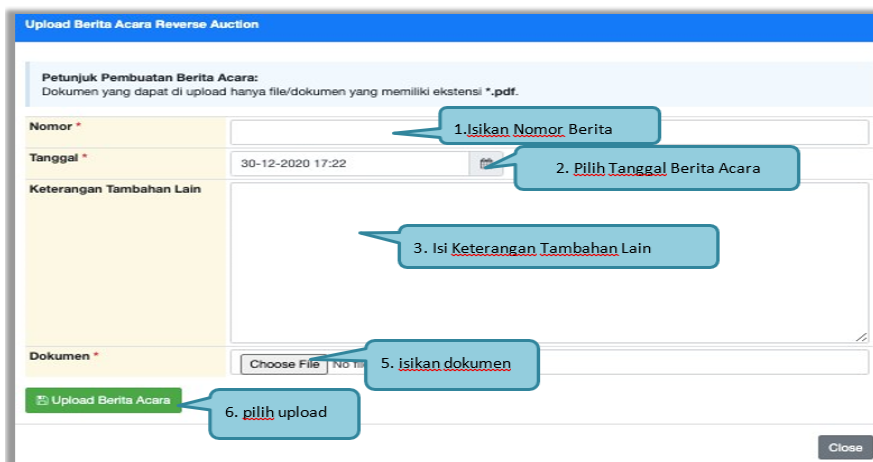 Upload Berita Acara Reverse Auction
Petunjuk Pembuatan Berita Acara:
Dokumen yang dapat di upload hanya file/dokumen yang memiliki ekstensi *.pdf.
Nomor *
1.Isikan Nomor Berita
Tanggal *
30-12-2020 17:22
2. Pilih Tanggal Berita Acara
Keterangan Tambahan Lain
3. Isi Keterangan Tambahan Lain
Dokumen *
Choose File No
5. isikan dokumen
Upload Berita Acara
6. pilih upload
Close